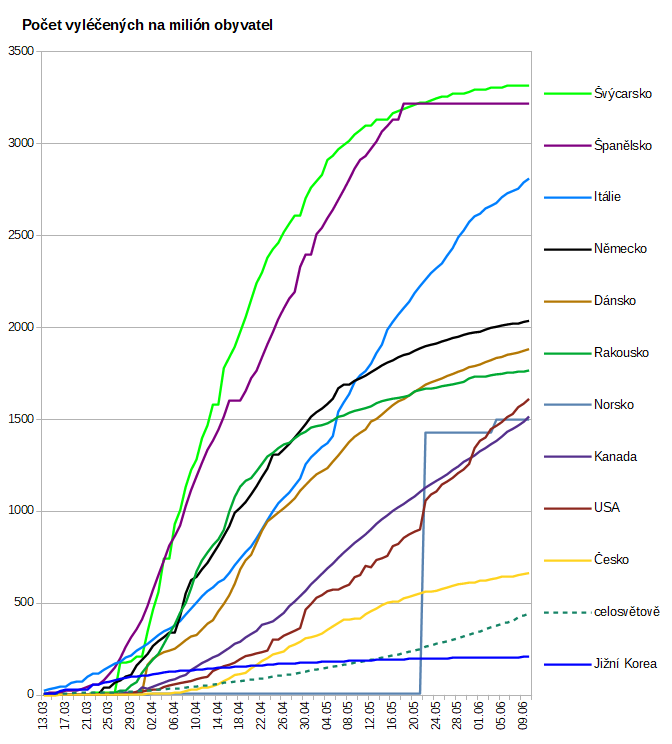 Počet vyléčených na milión obyvatel
3500
3000
2500
2000
1500
1000
500
0
13.03
17.03
21.03
25.03
29.03
02.04
06.04
10.04
14.04
18.04
22.04
26.04
30.04
04.05
08.05
12.05
16.05
20.05
24.05
28.05
01.06
05.06
09.06
Švýcarsko
Španělsko
Itálie
Německo
Dánsko
Rakousko
Norsko
Kanada
USA
Česko
celosvětově
Jižní Korea